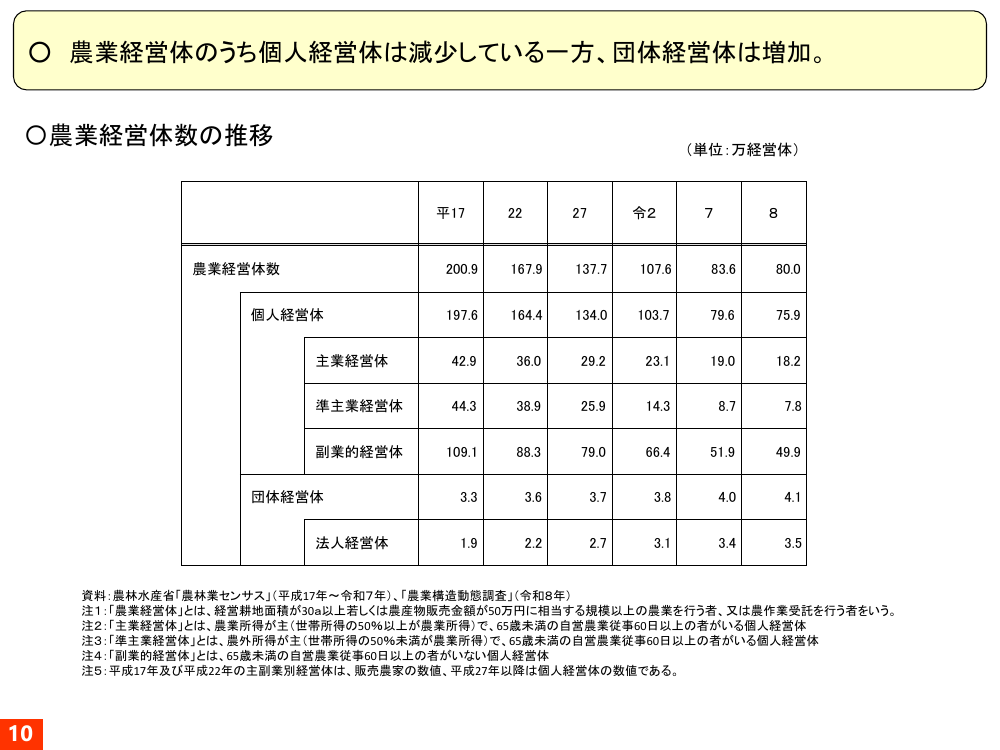 〇　農業経営体のうち個人経営体は減少している一方、団体経営体は増加。
〇農業経営体数の推移
（単位：万経営体）
平17 22 27 令２ ７ ８
農業経営体数 200.9 167.9 137.7 107.6 83.6 80.0
個人経営体 197.6 164.4 134.0 103.7 79.6 75.9
主業経営体 42.9 36.0 29.2 23.1 19.0 18.2
準主業経営体 44.3 38.9 25.9 14.3 8.7 7.8
副業的経営体 109.1 88.3 79.0 66.4 51.9 49.9
団体経営体 3.3 3.6 3.7 3.8 4.0 4.1
法人経営体 1.9 2.2 2.7 3.1 3.4 3.5
資料：農林水産省「農林業センサス」（平成17年～令和７年）、「農業構造動態調査」（令和８年）
注１：「農業経営体」とは、経営耕地面積が30ａ以上若しくは農産物販売金額が50万円に相当する規模以上の農業を行う者、又は農作業受託を行う者をいう。
注２：「主業経営体」とは、農業所得が主（世帯所得の50％以上が農業所得）で、65歳未満の自営農業従事60日以上の者がいる個人経営体
注３：「準主業経営体」とは、農外所得が主（世帯所得の50％未満が農業所得）で、65歳未満の自営農業従事60日以上の者がいる個人経営体
注４：「副業的経営体」とは、65歳未満の自営農業従事60日以上の者がいない個人経営体
注５：平成17年及び平成22年の主副業別経営体は、販売農家の数値、平成27年以降は個人経営体の数値である。
10